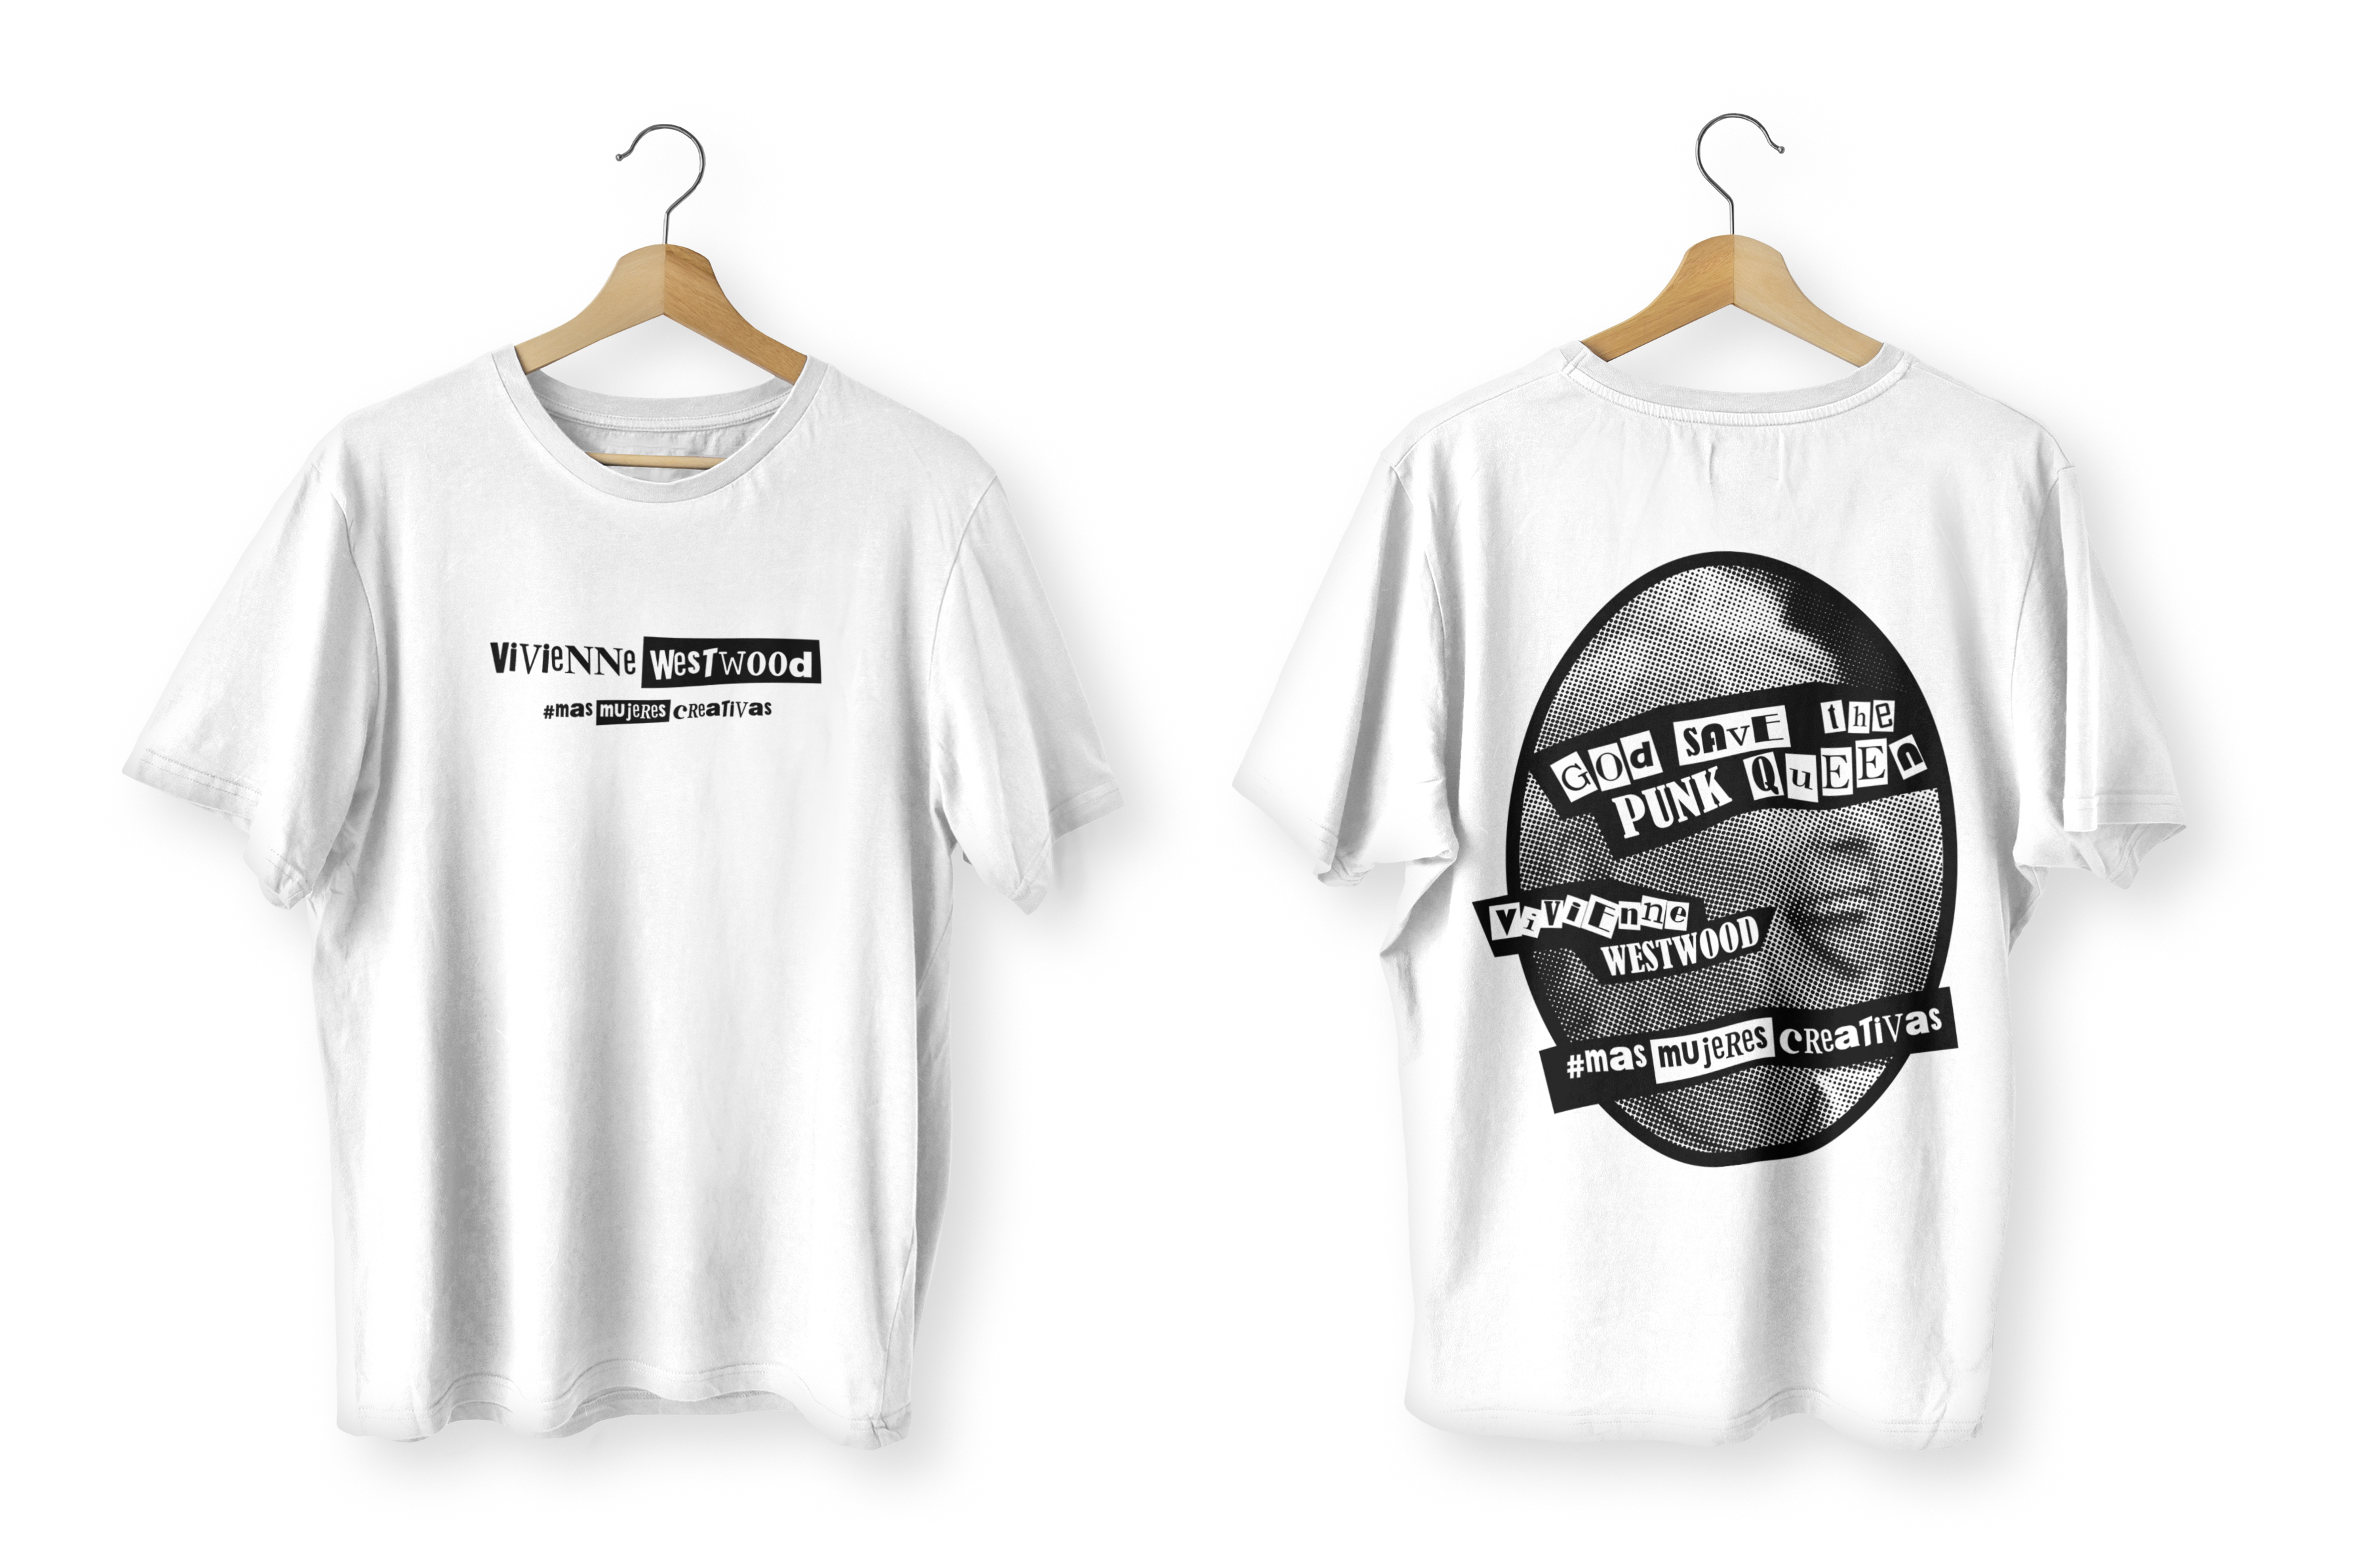 ViVieNNe WesTWOOd
#mas mujeRes cReaTiVas
GOd SAvE the
PUNK QuEEn
ViViEnne
WESTWOOD
#mas mujeRes cReaTiVas